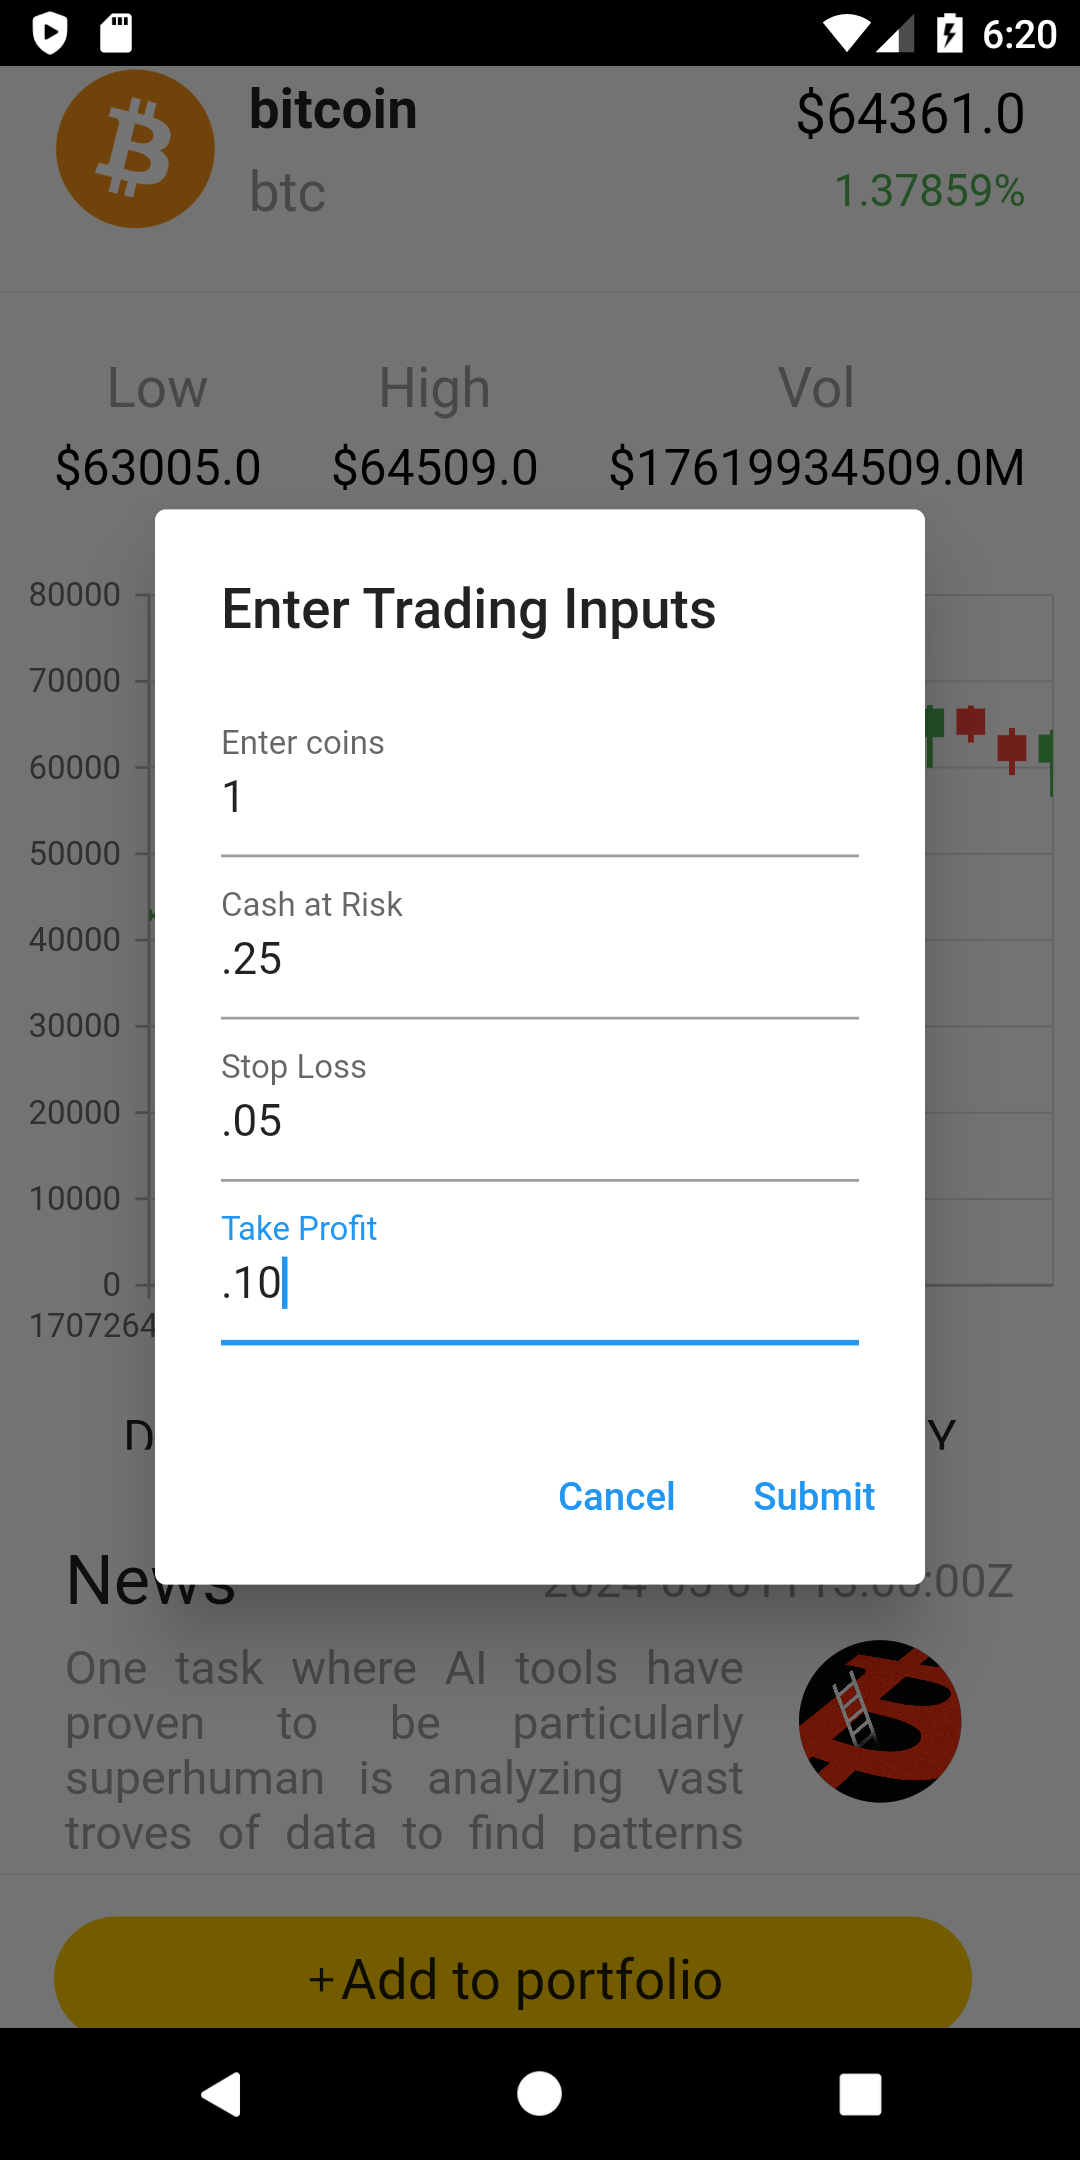 6:20
bitcoin
$64361.0
btc
1.37859%
Low High Vol
$63005.0 $64509.0 $17619934509.0M
Enter Trading Inputs
80000
70000
Enter coins
60000
1
50000
Cash at Risk
40000
.25
30000
Stop Loss
20000
.05
10000
Take Profit
0
.10
1707264
D Y
Cancel Submit
News
One task where AI tools have
proven to be particularly
superhuman is analyzing vast
troves of data to find patterns
+Add to portfolio